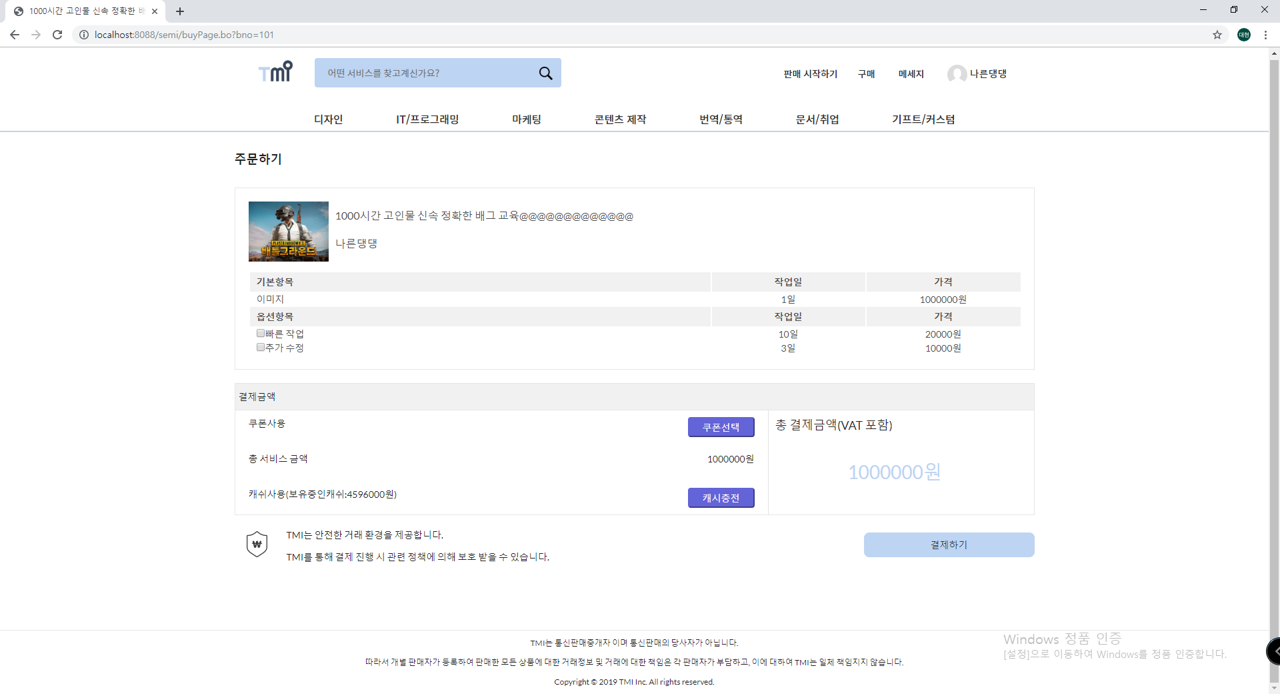 1000시간 고인물 신속 정확한 배
localhost:8088/semi/buyPage.bo?bno=101
대현
Tmi
어떤 서비스를 찾고계신가요?
판매 시작하기 구매 메세지 나른댕댕
디자인 IT/프로그래밍 마케팅 콘텐츠 제작 번역/통역 문서/취업 기프트/커스텀
주문하기
1000시간 고인물 신속 정확한 배그 교육@@@@@@@@@@@@@
나른댕댕
배틀그라운드
기본항목 작업일 가격
이미지 1일 1000000원
옵션항목 작업일 가격
빠른 작업 10일 20000원
추가 수정 3일 10000원
결제금액
쿠폰사용 쿠폰선택
총 결제금액(VAT 포함)
총 서비스 금액 1000000원
1000000원
캐쉬사용(보유중인캐쉬:4596000원) 캐시충전
TMI는 안전한 거래 환경을 제공합니다.
TMI를 통해 결제 진행 시 관련 정책에 의해 보호 받을 수 있습니다.
결제하기
TMI는 통신판매중개자 이며 통신판매의 당사자가 아닙니다.
따라서 개별 판매자가 등록하여 판매한 모든 상품에 대한 거래정보 및 거래에 대한 책임은 각 판매자가 부담하고, 이에 대하여 TMI는 일체 책임지지 않습니다.
Copyright © 2019 TMI Inc. All rights reserved.
Windows 정품 인증
[설정]으로 이동하여 Windows를 정품 인증합니다.